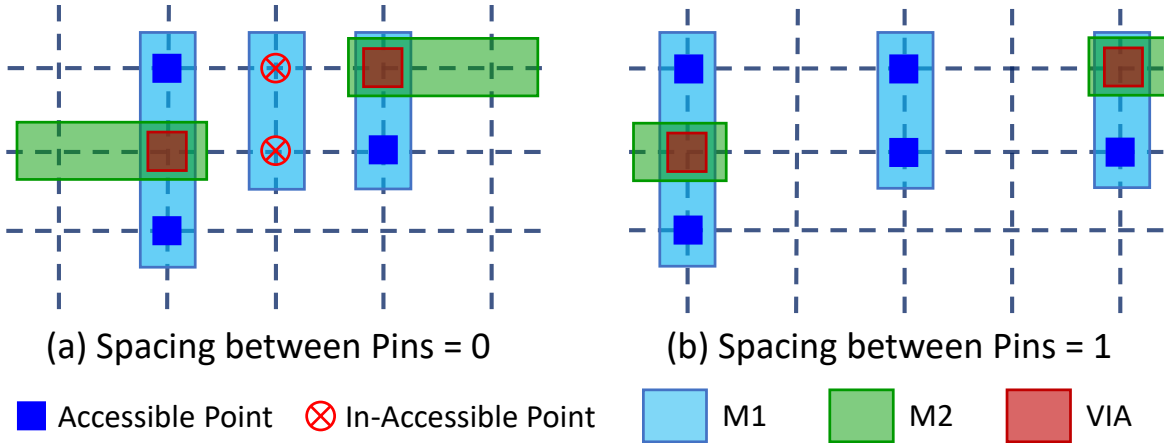 (a) Spacing between Pins = 0
(b) Spacing between Pins = 1
Accessible Point
In-Accessible Point
M1
M2
VIA